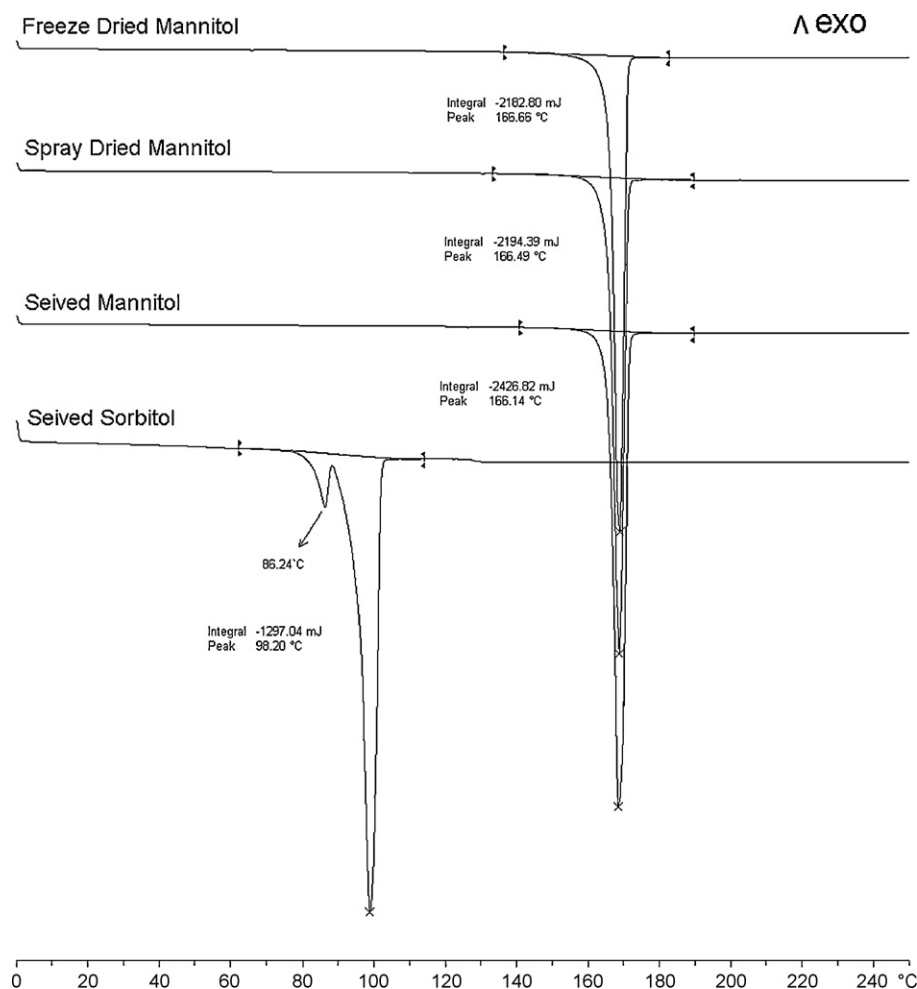 Freeze Dried Mannitol
∧ exo
Integral -2182.80 mJ
Peak 166.66 °C
Spray Dried Mannitol
Integral -2194.39 mJ
Peak 166.49 °C
Seived Mannitol
Integral -2426.82 mJ
Peak 166.14 °C
Seived Sorbitol
86.24°C
Integral -1297.04 mJ
Peak 98.20 °C
0 20 40 60 80 100 120 140 160 180 200 220 240 °C